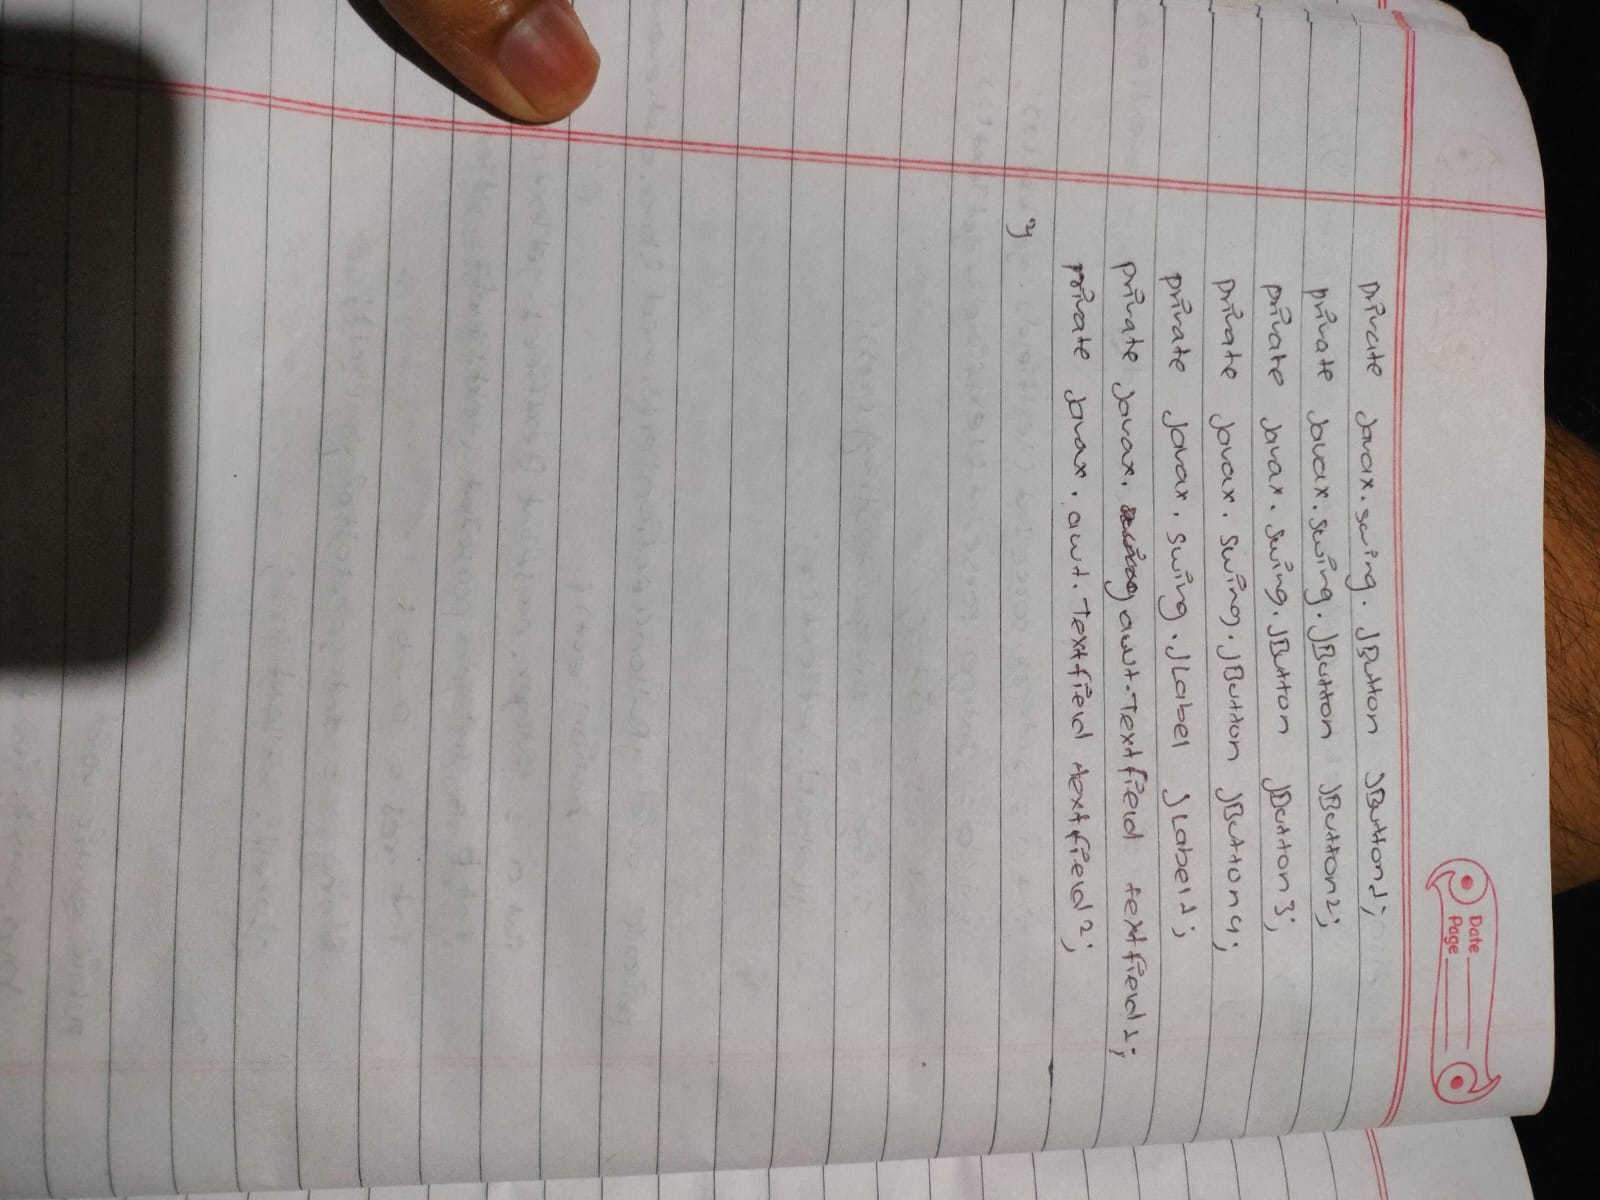 Date
Page
private javax.swing.JButton JButton1;
private javax.swing.JButton JButton2;
private javax.swing.JButton JButton3;
private javax.swing.JButton JButton4;
private javax.swing.JLabel JLabel1;
private javax.awt.Textfield textfield1;
private javax.awt.Textfield textfield2;
}